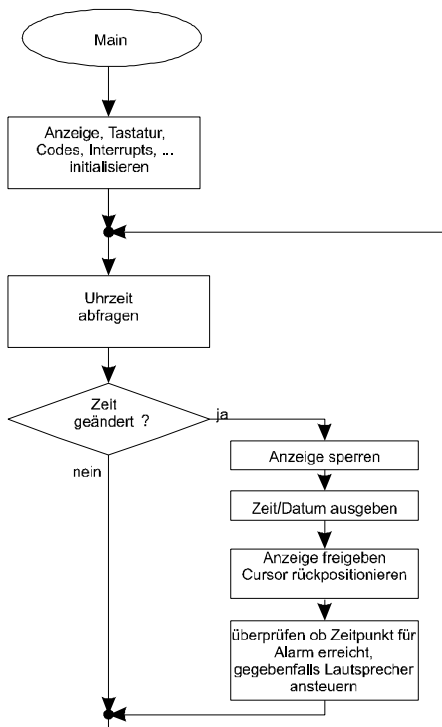 Main
Anzeige, Tastatur,
Codes, Interrupts, ...
initialisieren
Uhrzeit
abfragen
Zeit
geändert ?
ja
nein
Anzeige sperren
Zeit/Datum ausgeben
Anzeige freigeben
Cursor rückpositionieren
überprüfen ob Zeitpunkt für
Alarm erreicht,
gegebenfalls Lautsprecher
ansteuern